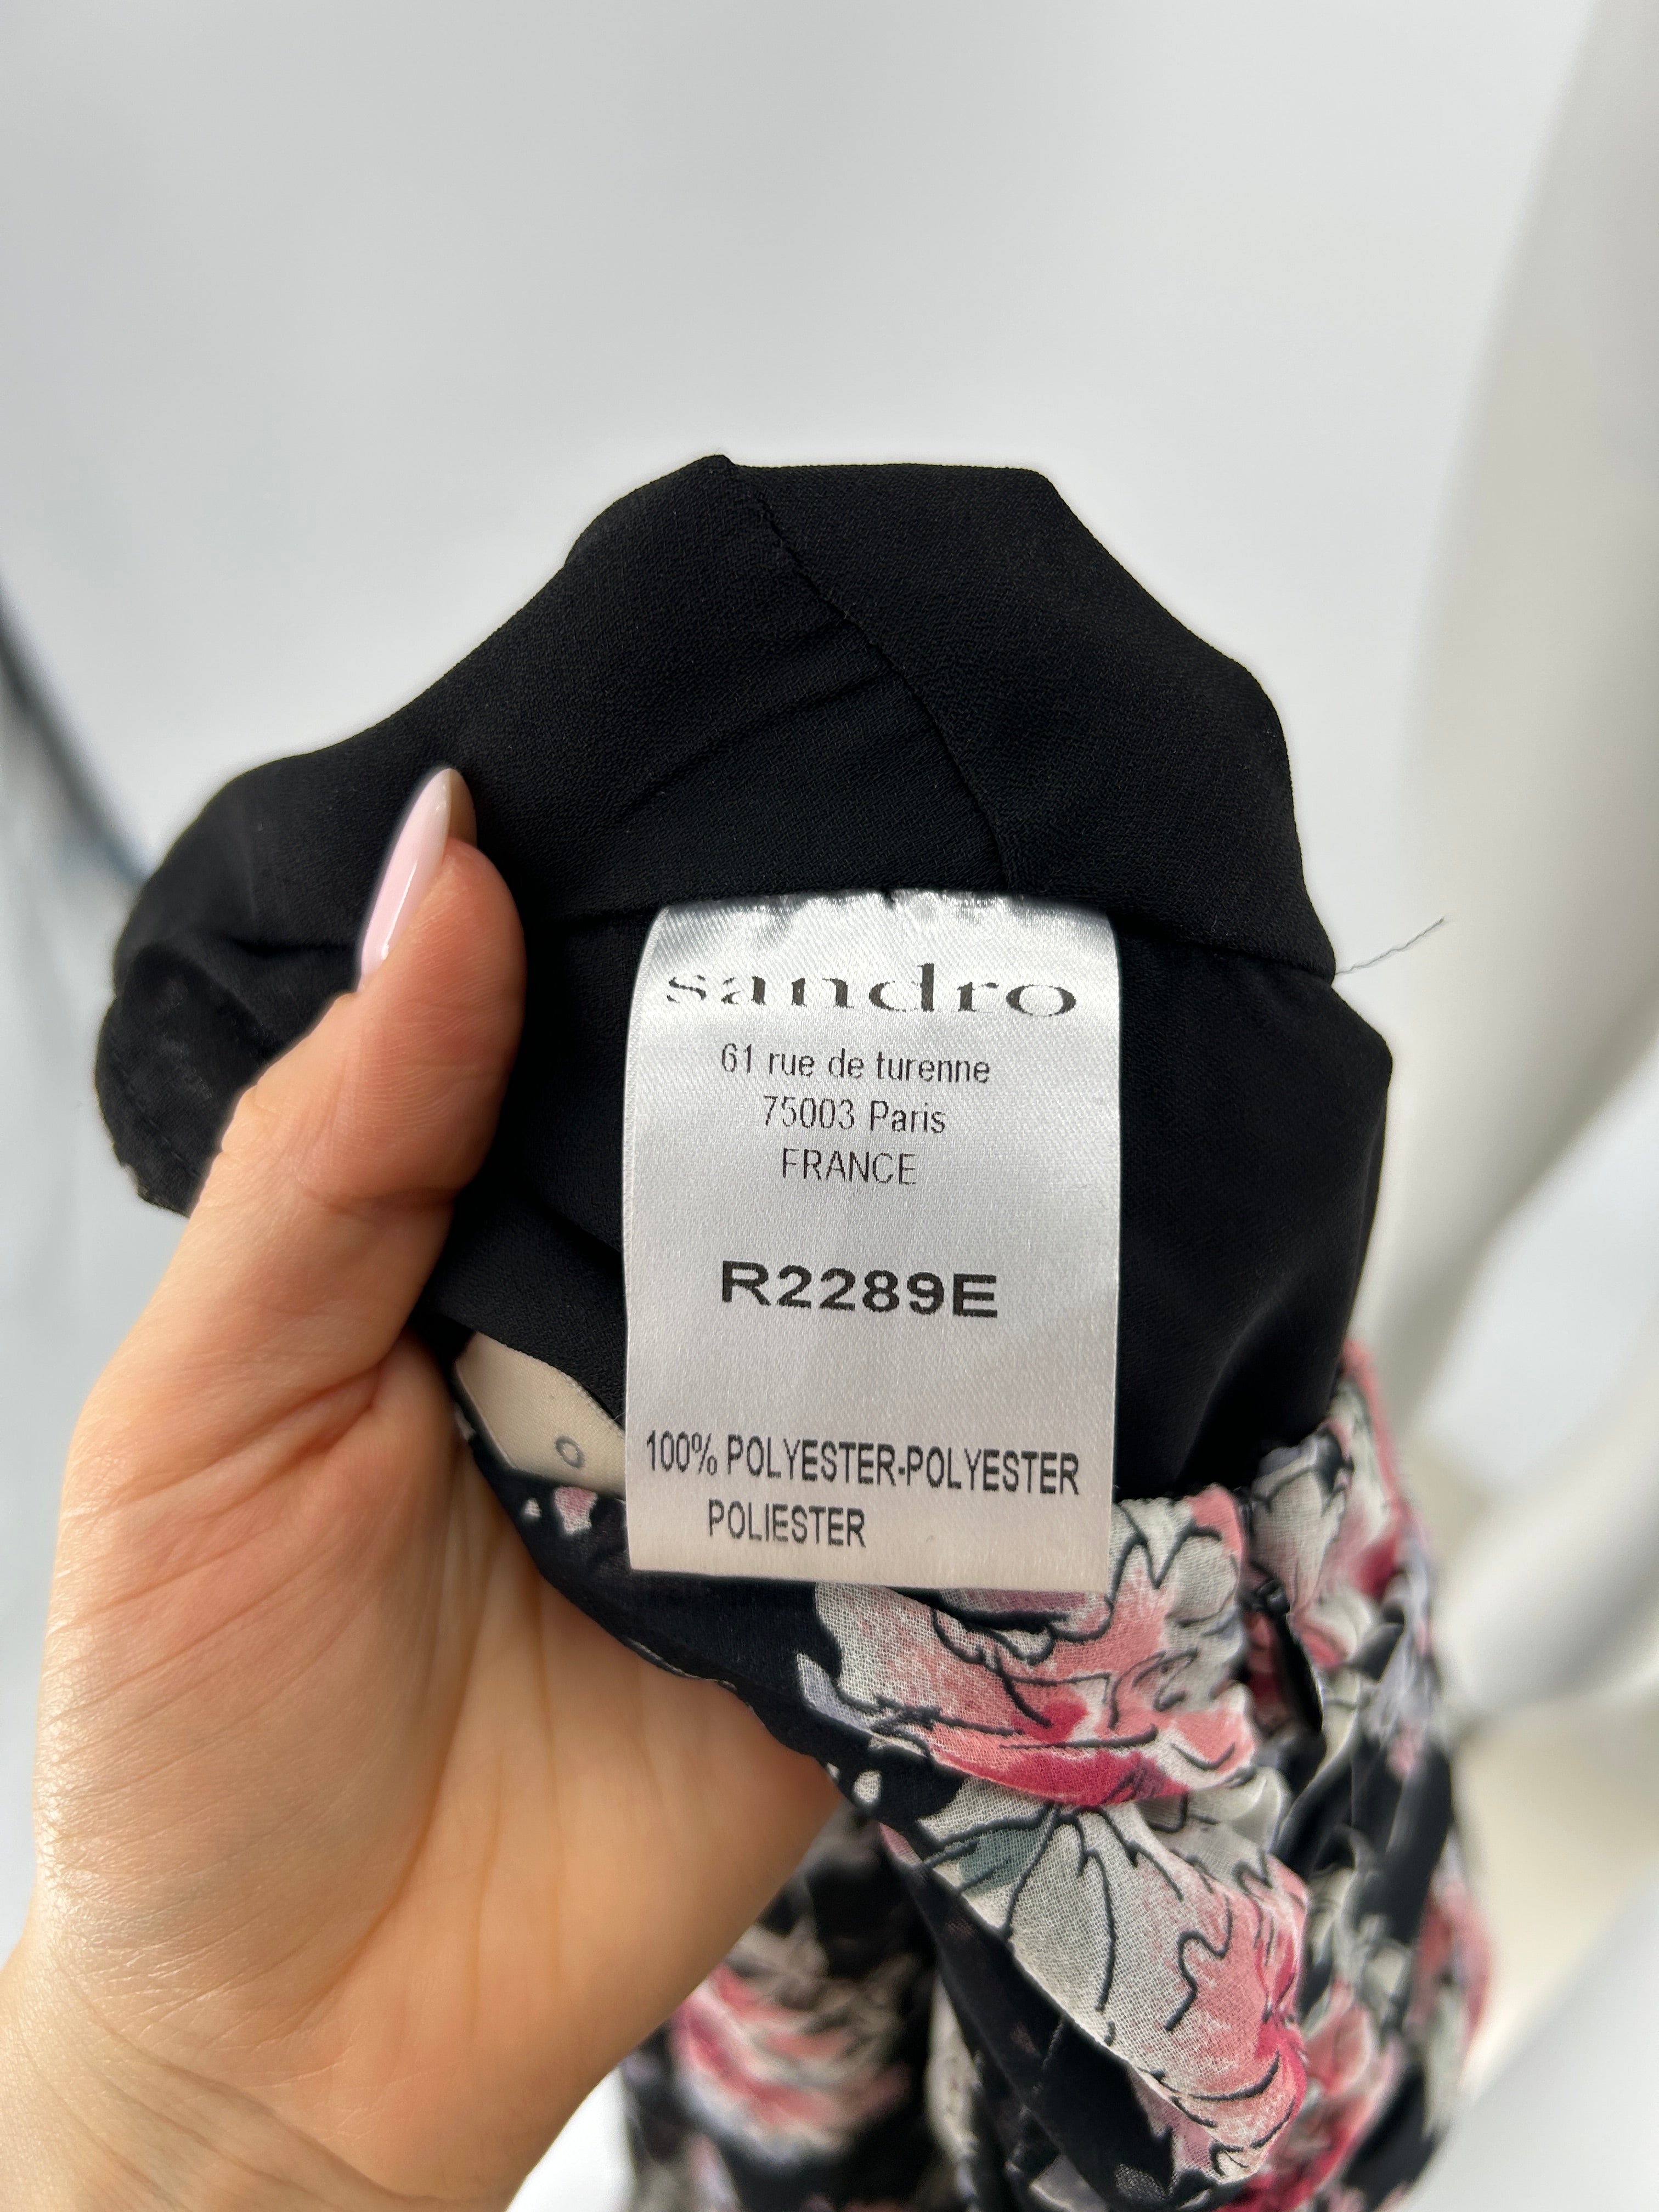 sandro
61 rue de turenne
75003 Paris
FRANCE
R2289E
100% POLYESTER-POLYESTER
POLIESTER